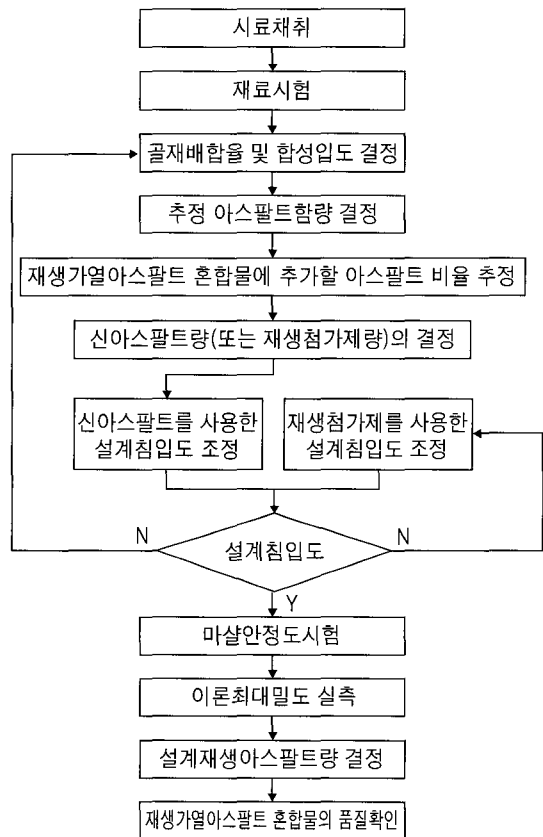 시료채취
재료시험
골재배합율 및 합성입도 결정
추정 아스팔트함량 결정
재생가열아스팔트 혼합물에 추가할 아스팔트 비율 추정
신아스팔트량(또는 재생첨가제량)의 결정
신아스팔트를 사용한
설계침입도 조정
재생첨가제를 사용한
설계침입도 조정
N
설계침입도
N
Y
마샬안정도시험
이론최대밀도 실측
설계재생아스팔트량 결정
재생가열아스팔트 혼합물의 품질확인